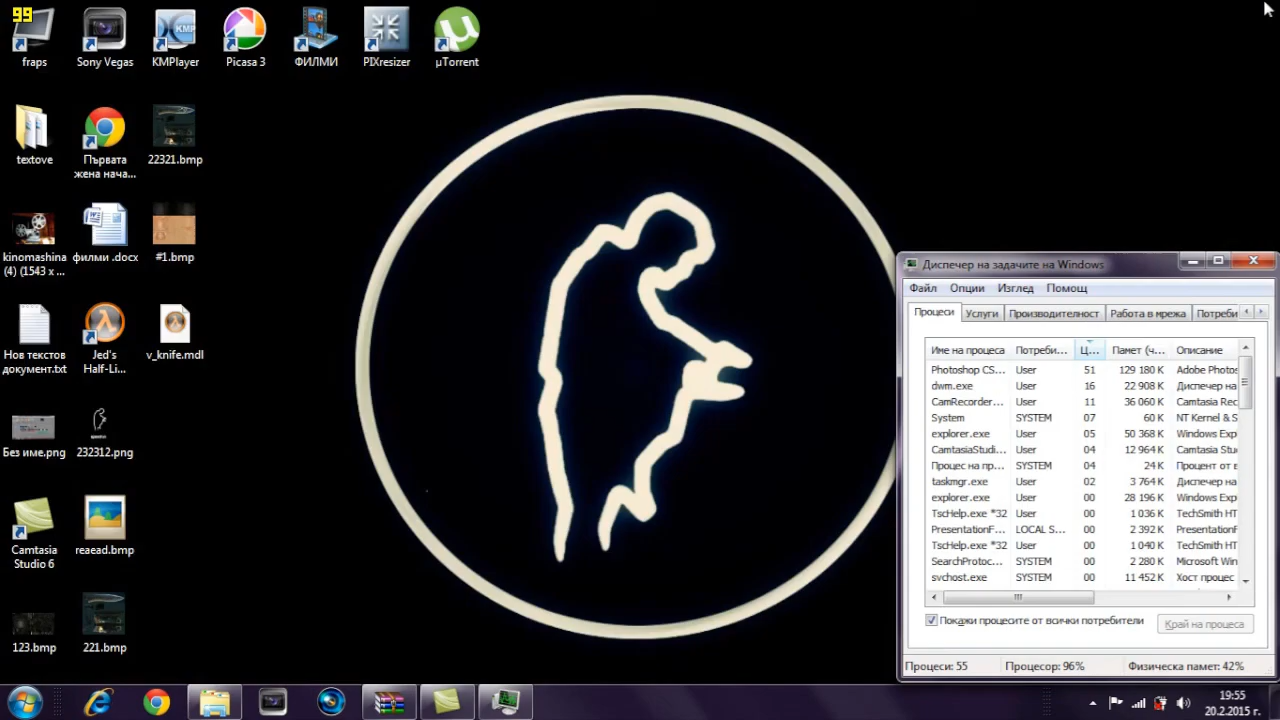 99
fraps
Sony Vegas
KMPlayer
Picasa 3
ФИЛМИ
PIXresizer
µTorrent
textove
Първата
жена нача...
22321.bmp
kinomashina
(4) (1543 x ...
филми .docx
#1.bmp
Нов текстов
документ.txt
Jed's
Half-Li...
v_knife.mdl
Без име.png
232312.png
Camtasia
Studio 6
reaead.bmp
123.bmp
221.bmp
Диспечер на задачите на Windows
Файл Опции Изглед Помощ
Процеси Услуги Производителност Работа в мрежа Потреби
Име на процеса Потреби... Ц... Памет (ч... Описание
Photoshop CS... User 51 129 180 K Adobe Photos
dwm.exe User 16 22 908 K Диспечер на
CamRecorder... User 11 36 060 K Camtasia Rec
System SYSTEM 07 60 K NT Kernel & S
explorer.exe User 05 50 368 K Windows Exp
CamtasiaStudi... User 04 12 964 K Camtasia Stu
Процес на пр... SYSTEM 04 24 K Процент от в
taskmgr.exe User 02 3 764 K Диспечер на
explorer.exe User 00 28 196 K Windows Exp
TscHelp.exe *32 User 00 1 036 K TechSmith HT
PresentationF... LOCAL S... 00 2 392 K PresentationF
TscHelp.exe *32 User 00 1 040 K TechSmith HT
SearchProtoc... SYSTEM 00 2 280 K Microsoft Win
svchost.exe SYSTEM 00 11 452 K Хост процес
Покажи процесите от всички потребители
Край на процеса
Процеси: 55 Процесор: 96% Физическа памет: 42%
19:55
20.2.2015 г.